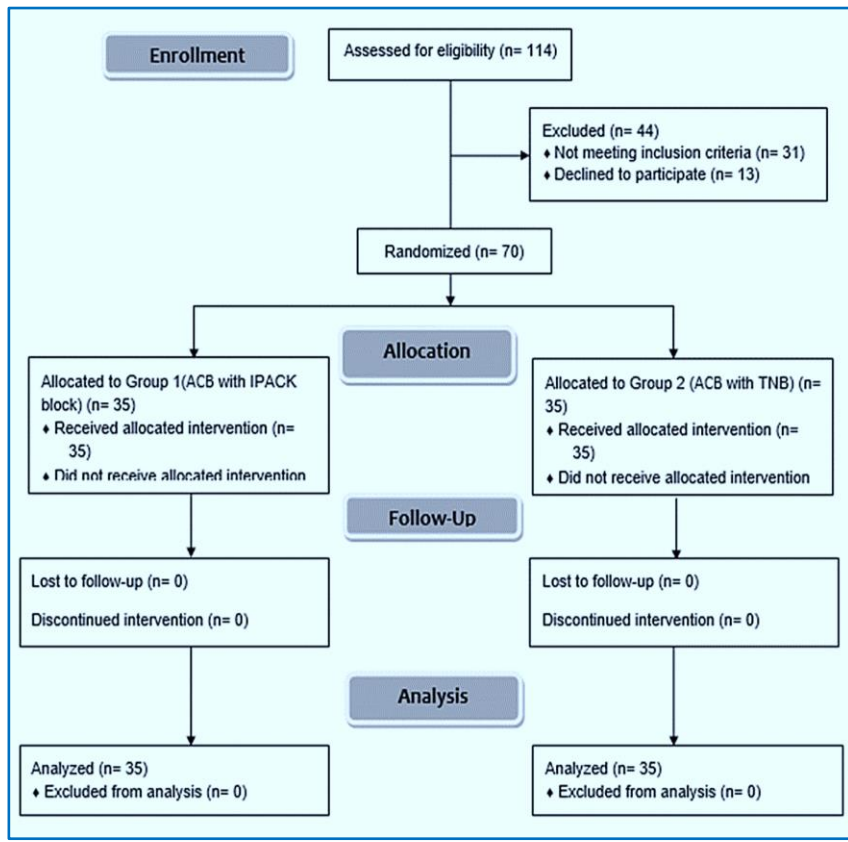 Enrollment
Assessed for eligibility (n= 114)
Excluded (n= 44)
♦ Not meeting inclusion criteria (n= 31)
♦ Declined to participate (n= 13)
Randomized (n= 70)
Allocation
Allocated to Group 1(ACB with IPACK
block) (n= 35)
♦ Received allocated intervention (n=
35)
♦ Did not receive allocated intervention
Allocated to Group 2 (ACB with TNB) (n=
35)
♦ Received allocated intervention (n=
35)
♦ Did not receive allocated intervention
Follow-Up
Lost to follow-up (n= 0)
Discontinued intervention (n= 0)
Lost to follow-up (n= 0)
Discontinued intervention (n= 0)
Analysis
Analyzed (n= 35)
♦ Excluded from analysis (n= 0)
Analyzed (n= 35)
♦ Excluded from analysis (n= 0)